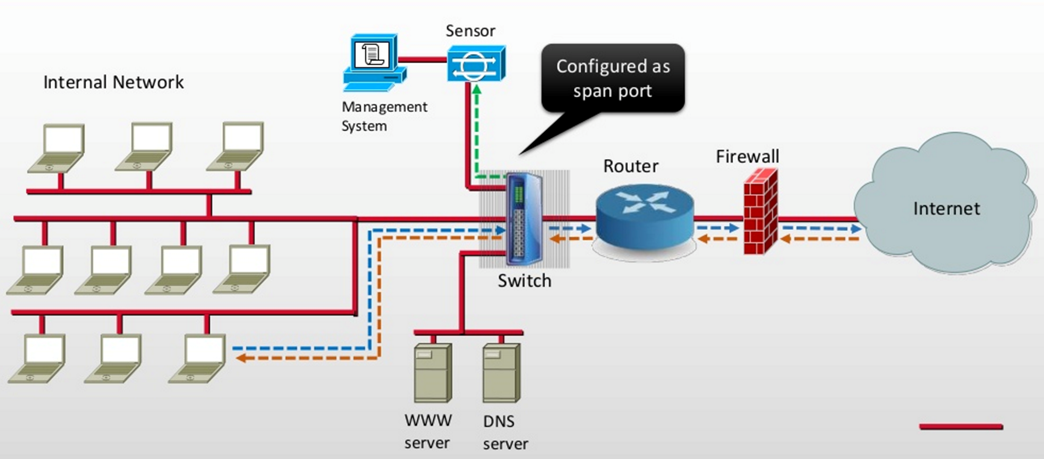 Sensor
Configured as
span port
Internal Network
Management
System
Router
Firewall
Internet
Switch
WWW
server
DNS
server